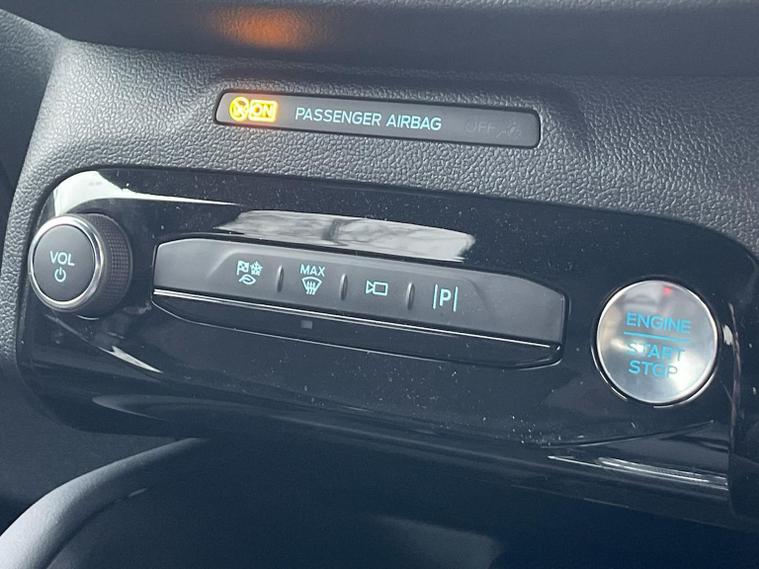 ON PASSENGER AIRBAG OFF
VOL
MAX
P
ENGINE
START
STOP